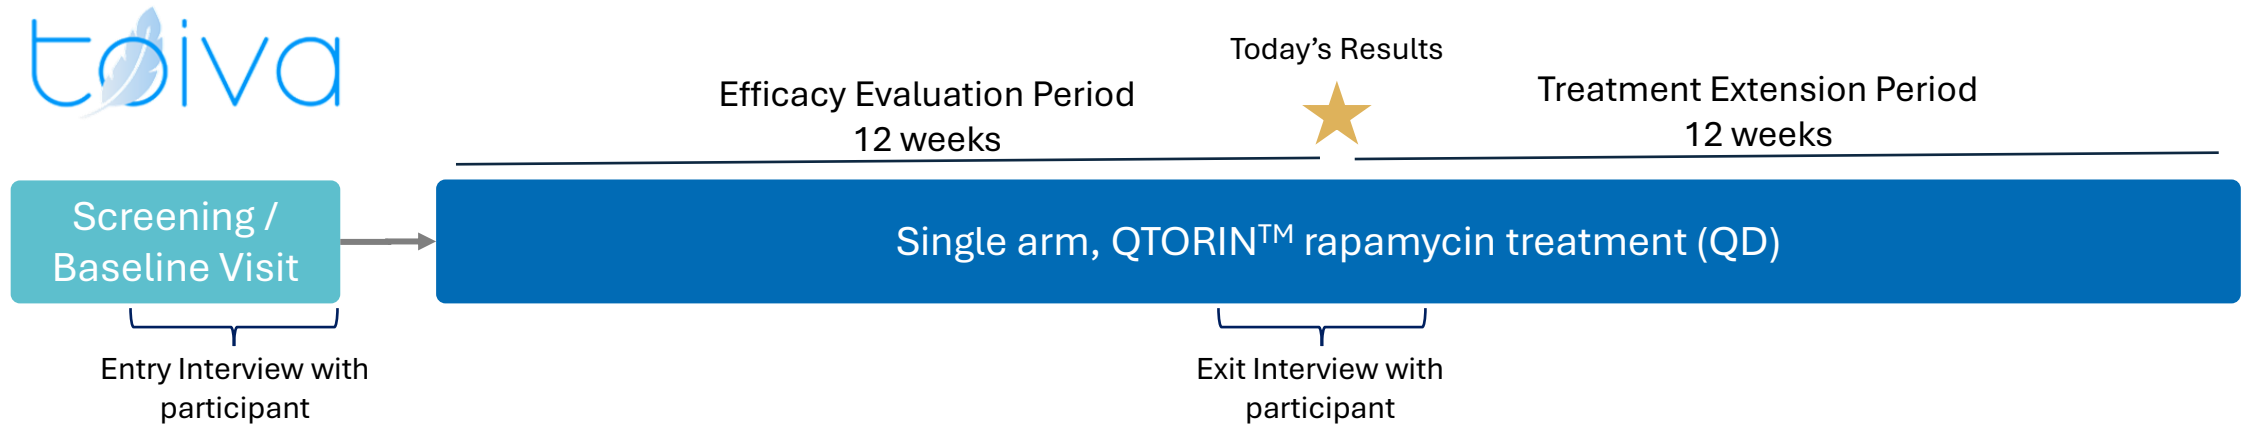 toiva
Today's Results
Efficacy Evaluation Period
12 weeks
Treatment Extension Period
12 weeks
Screening /
Baseline Visit
Single arm, QTORIN™ rapamycin treatment (QD)
Entry Interview with
participant
Exit Interview with
participant